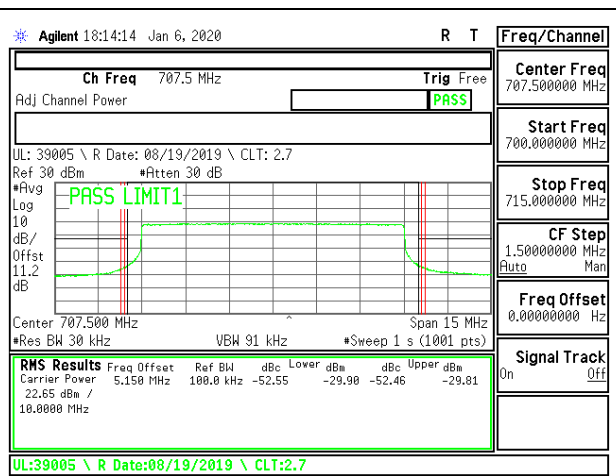 Agilent 18:14:14 Jan 6, 2020 R T
Freq/Channel
Ch Freq 707.5 MHz Trig Free
Adj Channel Power PASS
UL: 39005 \ R Date: 08/19/2019 \ CLT: 2.7
Ref 30 dBm #Atten 30 dB
#Avg
Log
10
dB/
Offst
11.2
dB
PASS LIMIT1
Center 707.500 MHz ^ Span 15 MHz
#Res BW 30 kHz VBW 91 kHz #Sweep 1 s (1001 pts)
RMS Results Freq Offset Ref BW dBc Lower dBm dBc Upper dBm
Carrier Power 5.150 MHz 100.0 kHz -52.55 -29.90 -52.46 -29.81
22.65 dBm /
10.0000 MHz
UL:39005 \ R Date:08/19/2019 \ CLT:2.7
Center Freq
707.500000 MHz
Start Freq
700.000000 MHz
Stop Freq
715.000000 MHz
CF Step
1.50000000 MHz
Auto Man
Freq Offset
0.00000000 Hz
Signal Track
On Off